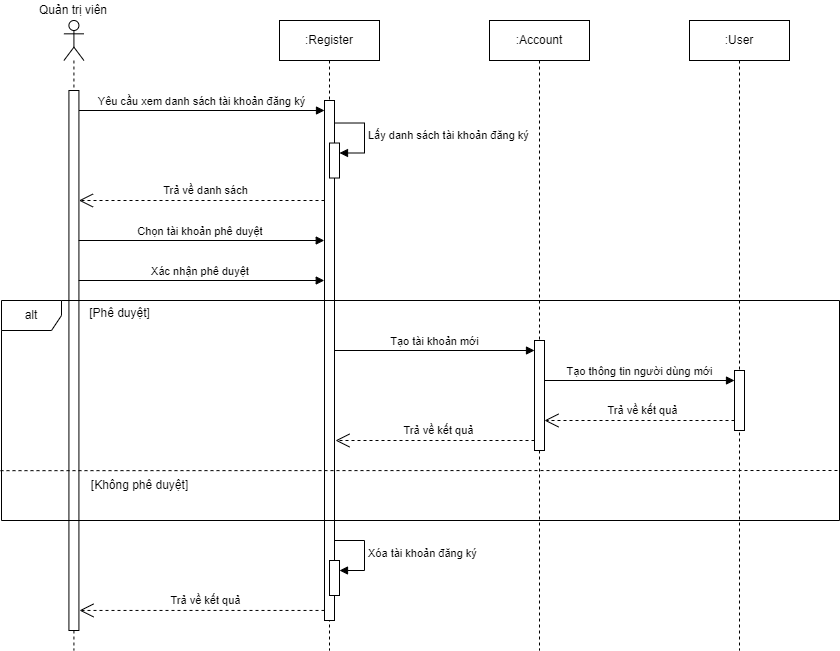 Quản trị viên
:Register
:Account
:User
Yêu cầu xem danh sách tài khoản đăng ký
Lấy danh sách tài khoản đăng ký
Trả về danh sách
Chọn tài khoản phê duyệt
Xác nhận phê duyệt
alt
[Phê duyệt]
Tạo tài khoản mới
Tạo thông tin người dùng mới
Trả về kết quả
Trả về kết quả
[Không phê duyệt]
Xóa tài khoản đăng ký
Trả về kết quả